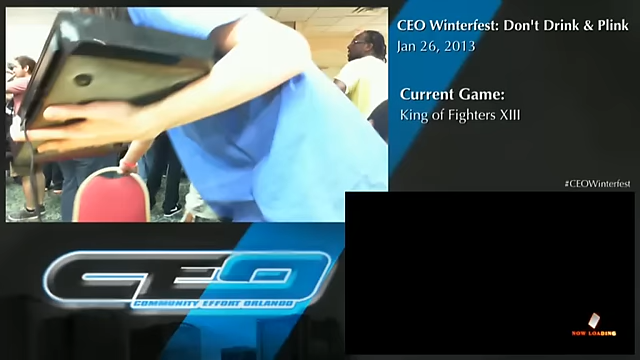 CEO Winterfest: Don't Drink & Plink
Jan 26, 2013
Current Game:
King of Fighters XIII
#CEOWinterfest
CEO
COMMUNITY EFFORT ORLANDO
NOW LOADING